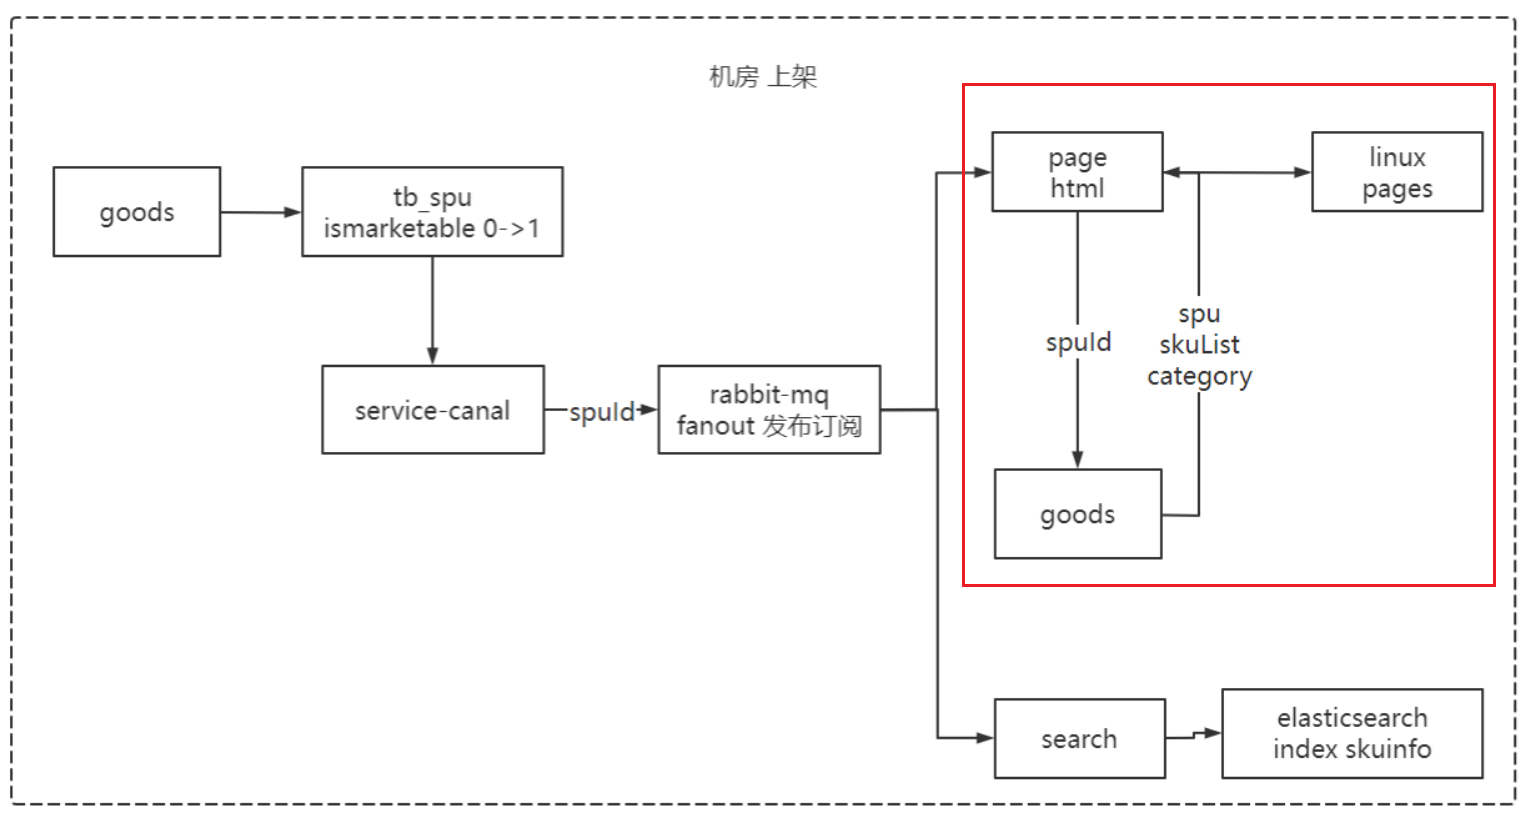 机房 上架
goods
tb_spu
ismarketable 0->1
service-canal
spuId
rabbit-mq
fanout 发布订阅
page
html
linux
pages
spuId
spu
skuList
category
goods
search
elasticsearch
index skuinfo